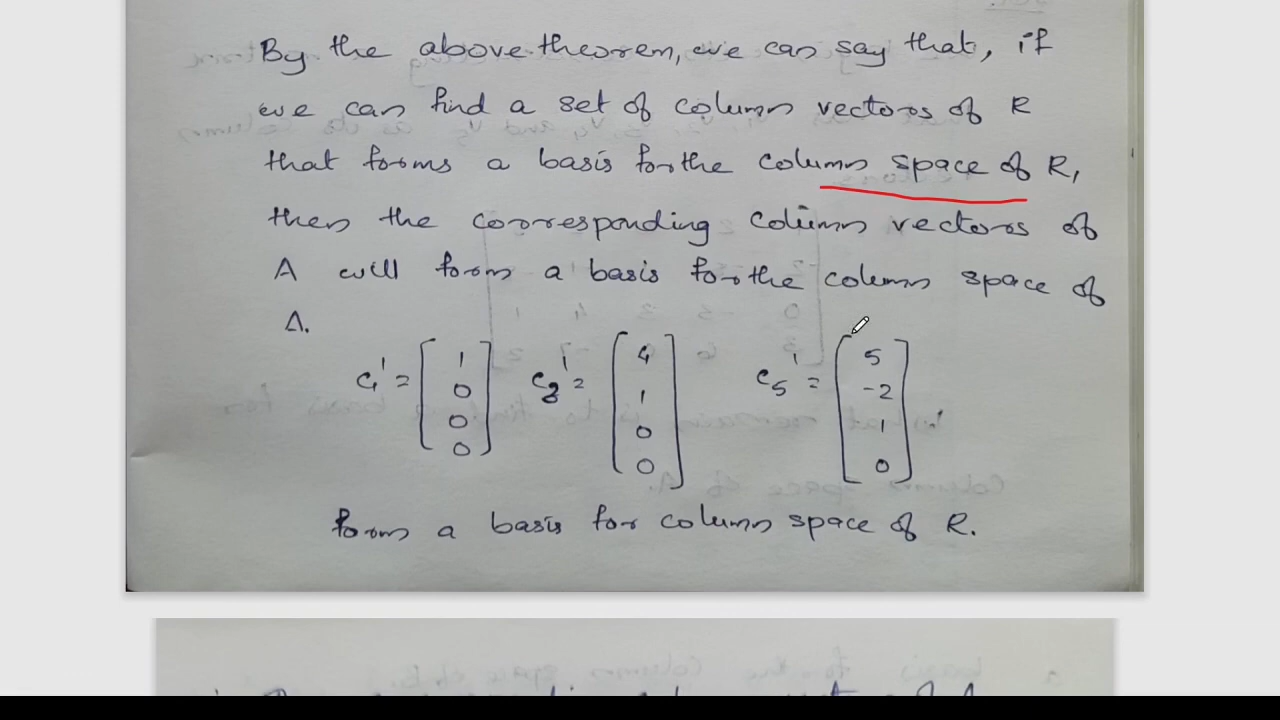 By the above theorem, we can say that, if
we can find a set of column vectors of R
that forms a basis for the column space of R,
then the corresponding column vectors of
A will form a basis for the column space of
A.
c₁' = [1 0 0 0] c₃' = [4 1 0 0] c₅' = [5 -2 1 0].
forms a basis for column space of R.